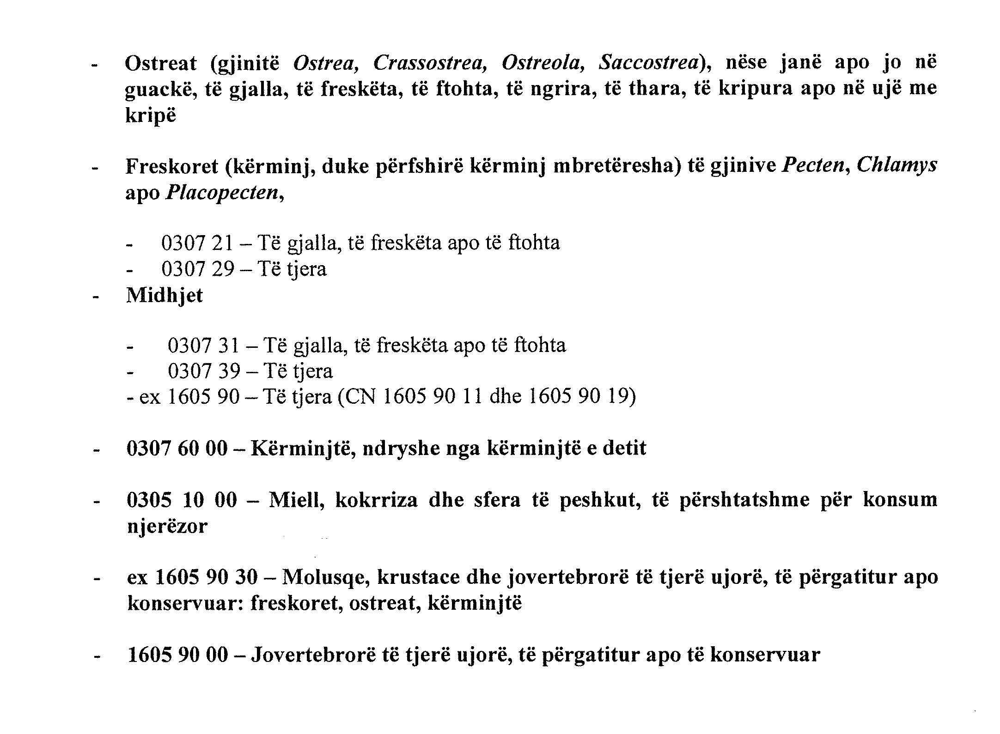 - Ostreat (gjinitë Ostrea, Crassostrea, Ostreola, Saccostrea), nëse janë apo jo në
guackë, të gjalla, të freskëta, të ftohta, të ngrira, të thara, të kripura apo në ujë me
kripë
- Freskoret (kërminj, duke përfshirë kërminj mbretëresha) të gjinive Pecten, Chlamys
apo Placopecten,
- 0307 21 – Të gjalla, të freskëta apo të ftohta
- 0307 29 – Të tjera
- Midhjet
- 0307 31 – Të gjalla, të freskëta apo të ftohta
- 0307 39 – Të tjera
- ex 1605 90 – Të tjera (CN 1605 90 11 dhe 1605 90 19)
- 0307 60 00 – Kërminjtë, ndryshe nga kërminjtë e detit
- 0305 10 00 – Miell, kokrriza dhe sfera të peshkut, të përshtatshme për konsum
njerëzor
- ex 1605 90 30 – Molusqe, krustace dhe jovertebrorë të tjerë ujorë, të përgatitur apo
konservuar: freskoret, ostreat, kërminjtë
- 1605 90 00 – Jovertebrorë të tjerë ujorë, të përgatitur apo të konservuar